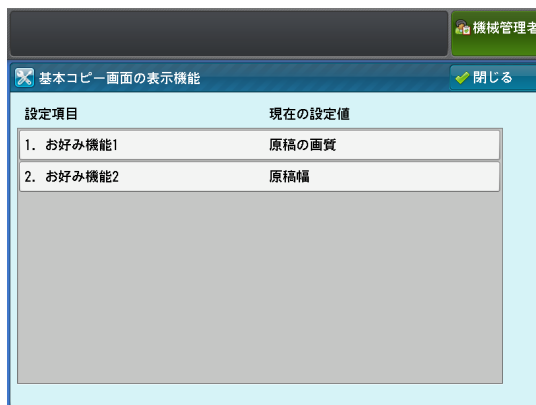 機械管理者
基本コピー画面の表示機能
閉じる
設定項目 現在の設定値
1. お好み機能1 原稿の画質
2. お好み機能2 原稿幅